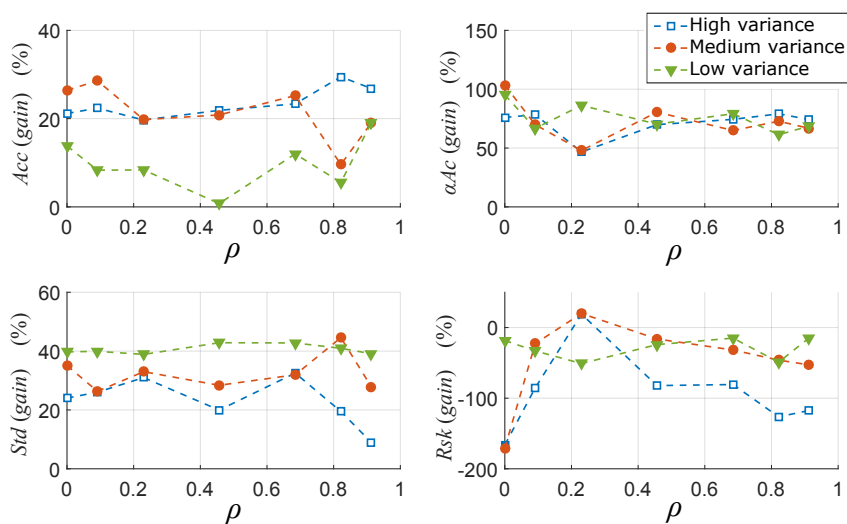 Acc (gain) (%)
40
20
0
0 0.2 0.4 0.6 0.8 1
ρ
αAc (gain) (%)
150
100
50
0
0 0.2 0.4 0.6 0.8 1
ρ
High variance
Medium variance
Low variance
Std (gain) (%)
60
40
20
0
0 0.2 0.4 0.6 0.8 1
ρ
Rsk (gain) (%)
0
-100
-200
0 0.2 0.4 0.6 0.8 1
ρ